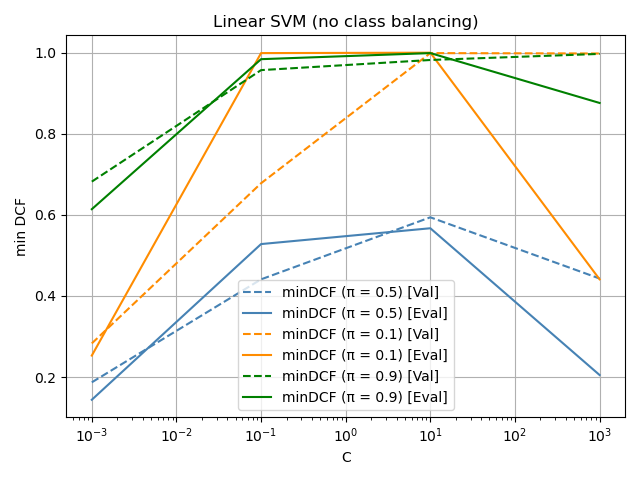 Linear SVM (no class balancing)
min DCF
1.0
0.8
0.6
0.4
0.2
minDCF (π = 0.5) [Val]
minDCF (π = 0.5) [Eval]
minDCF (π = 0.1) [Val]
minDCF (π = 0.1) [Eval]
minDCF (π = 0.9) [Val]
minDCF (π = 0.9) [Eval]
10⁻³ 10⁻² 10⁻¹ 10⁰ 10¹ 10² 10³
C